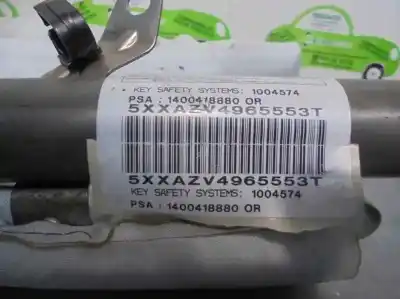 KEY SAFETY SYSTEMS: 1004574
PSA : 1400418880 OR
5XXAZV4965553T
5XXAZV4965553T
KEY SAFETY SYSTEMS: 1004574
PSA : 1400418880 OR